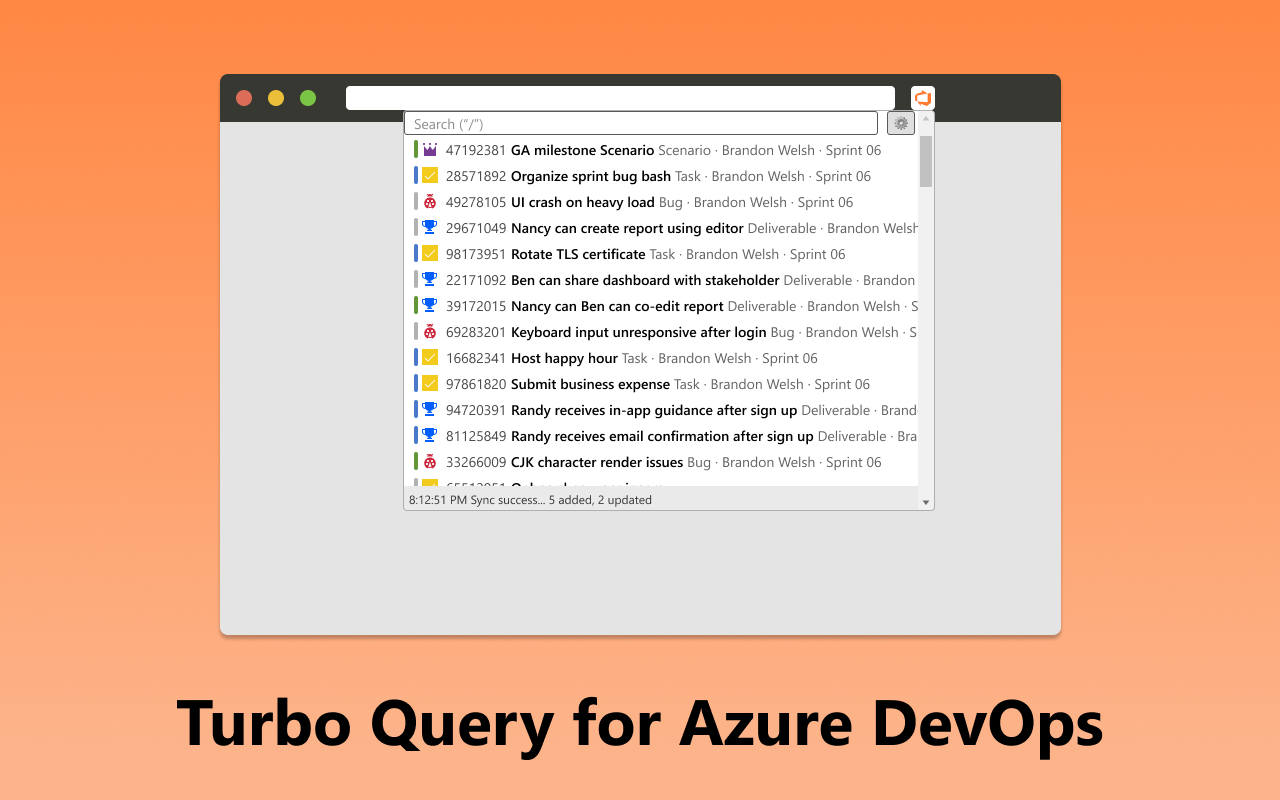 Search ("/")
47192381 GA milestone Scenario Scenario · Brandon Welsh · Sprint 06
28571892 Organize sprint bug bash Task · Brandon Welsh · Sprint 06
49278105 UI crash on heavy load Bug · Brandon Welsh · Sprint 06
29671049 Nancy can create report using editor Deliverable · Brandon Welsh
98173951 Rotate TLS certificate Task · Brandon Welsh · Sprint 06
22171092 Ben can share dashboard with stakeholder Deliverable · Brandon
39172015 Nancy can Ben can co-edit report Deliverable · Brandon Welsh · S
69283201 Keyboard input unresponsive after login Bug · Brandon Welsh · S
16682341 Host happy hour Task · Brandon Welsh · Sprint 06
97861820 Submit business expense Task · Brandon Welsh · Sprint 06
94720391 Randy receives in-app guidance after sign up Deliverable · Brand
81125849 Randy receives email confirmation after sign up Deliverable · Bra
33266009 CJK character render issues Bug · Brandon Welsh · Sprint 06
8:12:51 PM Sync success... 5 added, 2 updated
Turbo Query for Azure DevOps